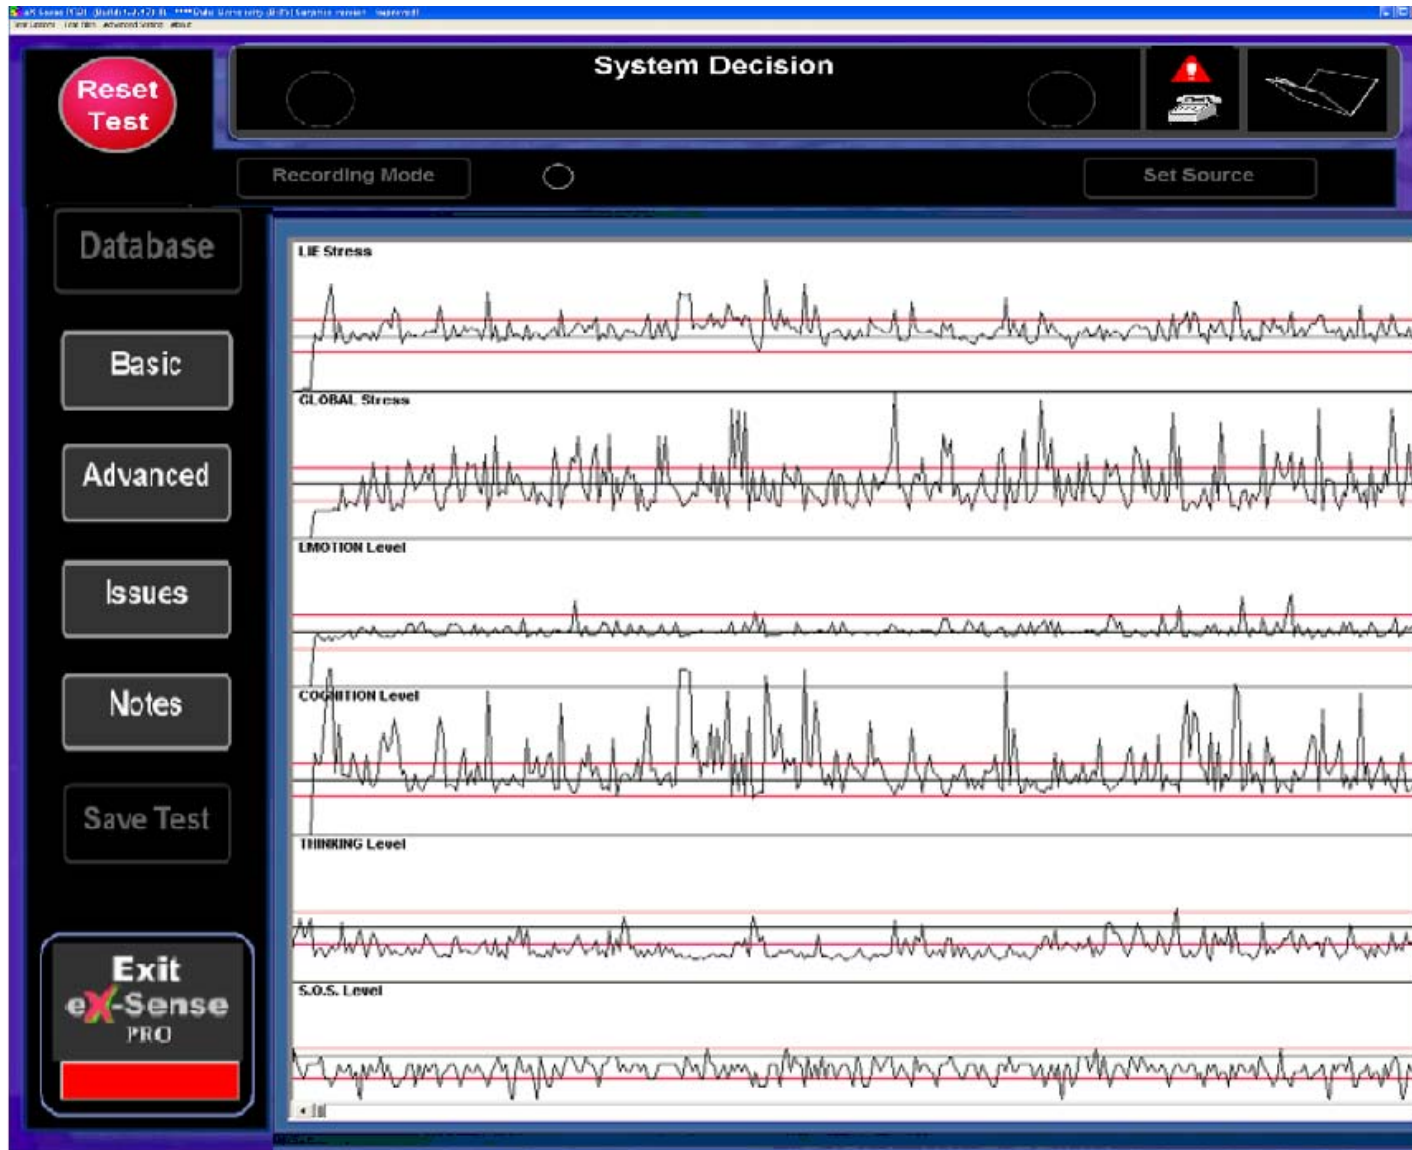 System Decision
Reset
Test
Recording Mode
Set Source
Database
Basic
Advanced
Issues
Notes
Save Test
Exit
eX-Sense
PRO
LIE Stress
GLOBAL Stress
EMOTION Level
COGNITION Level
THINKING Level
S.O.S. Level